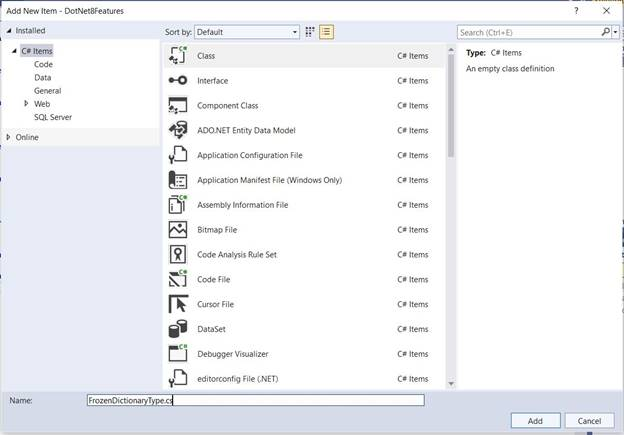 Add New Item - DotNet8Features
?
Installed
Sort by: Default
Search (Ctrl+E)
C# Items
Code
Data
General
Web
SQL Server
Online
Class C# Items
Interface C# Items
Component Class C# Items
ADO.NET Entity Data Model C# Items
Application Configuration File C# Items
Application Manifest File (Windows Only) C# Items
Assembly Information File C# Items
Bitmap File C# Items
Code Analysis Rule Set C# Items
Code File C# Items
Cursor File C# Items
DataSet C# Items
Debugger Visualizer C# Items
editorconfig File (.NET) C# Items
Type: C# Items
An empty class definition
Name: FrozenDictionaryType.cs
Add Cancel